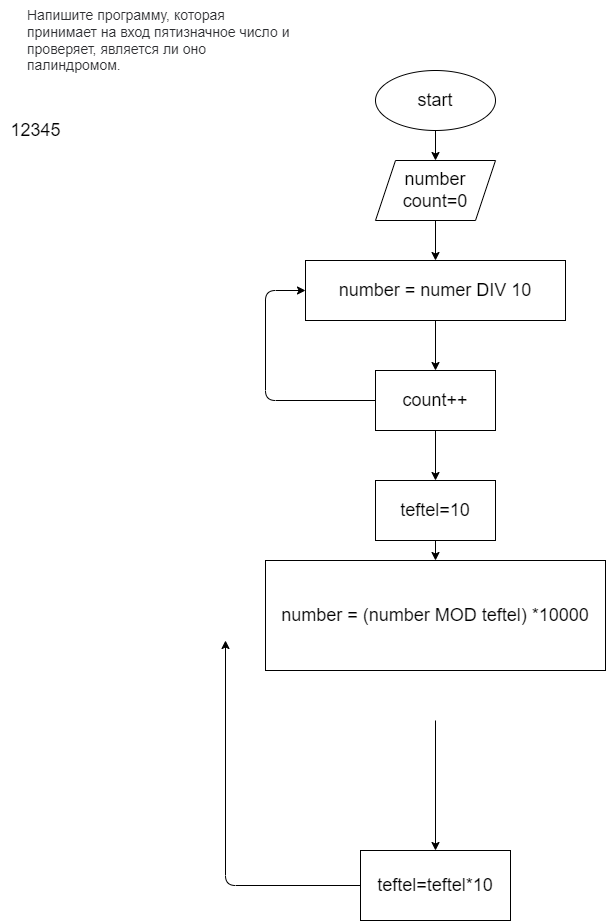 Напишите программу, которая
принимает на вход пятизначное число и
проверяет, является ли оно
палиндромом.
12345
start
number
count=0
number = numer DIV 10
count++
teftel=10
number = (number MOD teftel) *10000
teftel=teftel*10